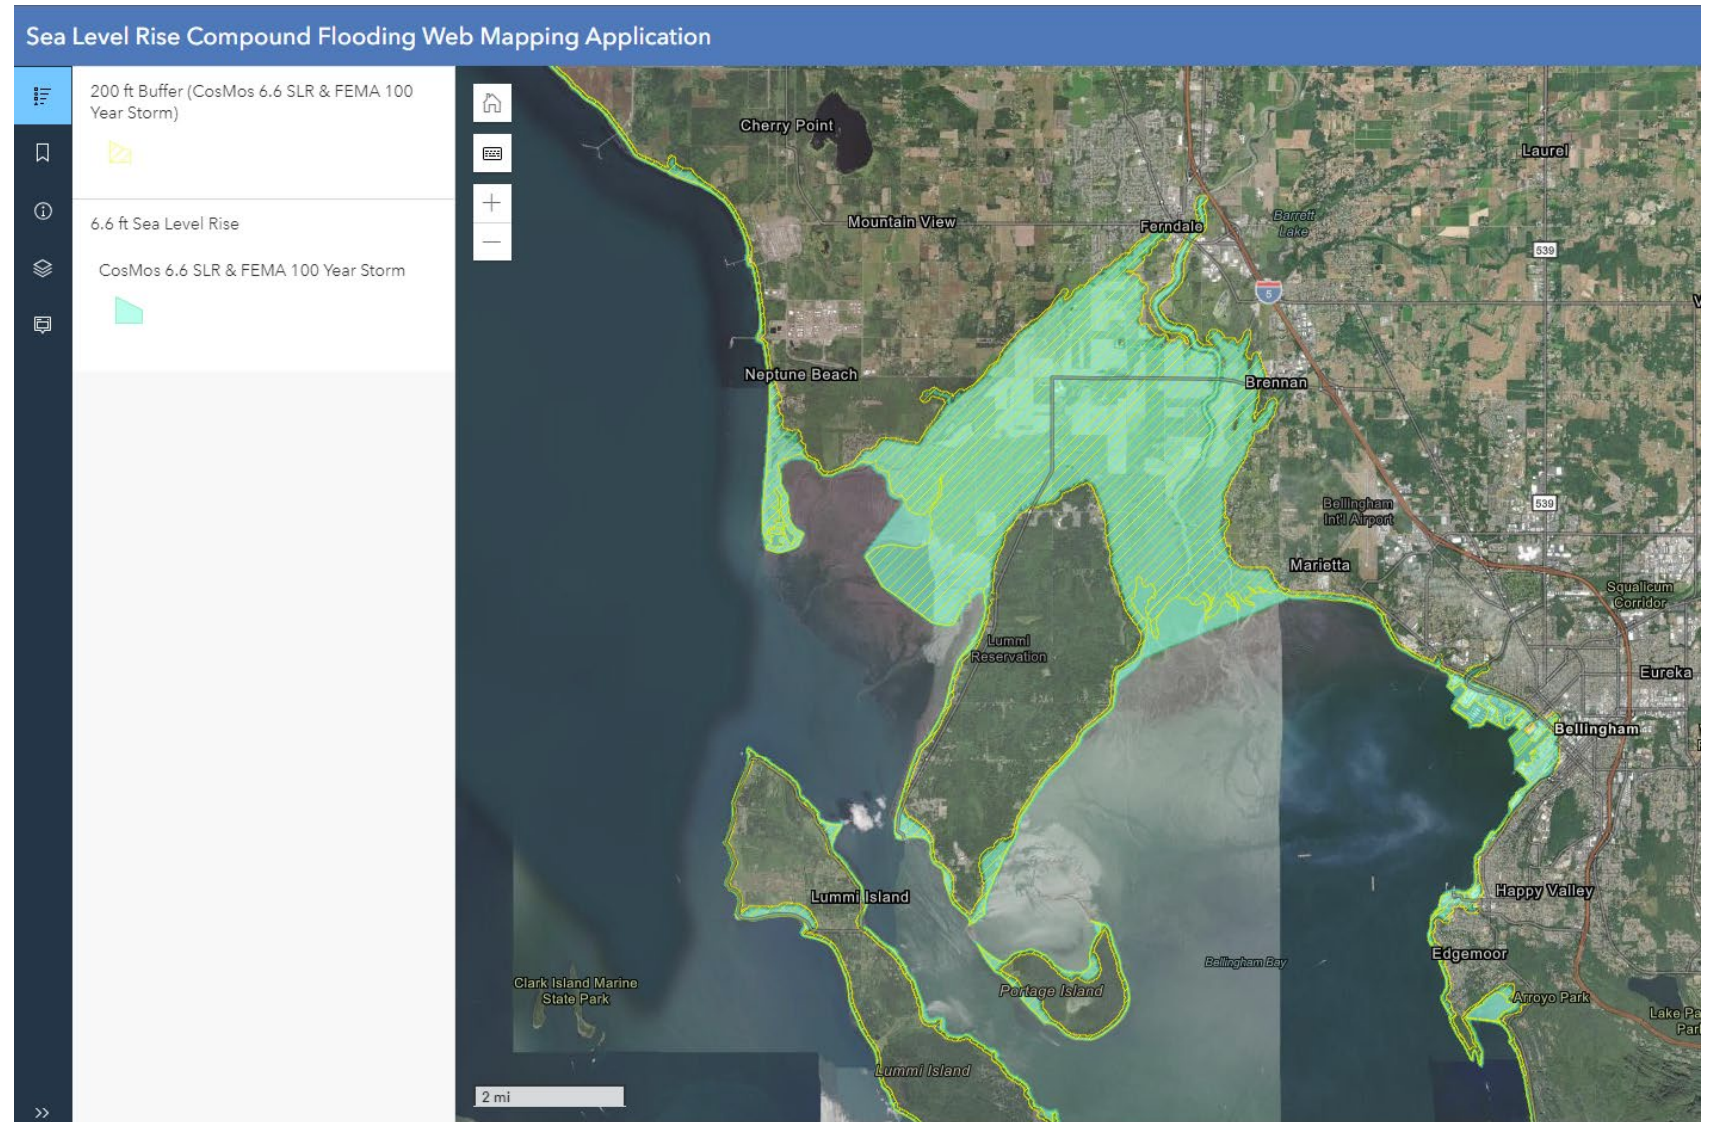 Sea Level Rise Compound Flooding Web Mapping Application
200 ft Buffer (CosMos 6.6 SLR & FEMA 100
Year Storm)
6.6 ft Sea Level Rise
CosMos 6.6 SLR & FEMA 100 Year Storm
Cherry Point
Laurel
Mountain View
Ferndale
Barrett
Lake
539
5
Neptune Beach
Brennan
Bellingham
Int'l Airport
539
Marietta
Squalicum
Corridor
Lummi
Reservation
Eureka
Bellingham
Lummi Island
Happy Valley
Edgemoor
Bellingham Bay
Clark Island Marine
State Park
Portage Island
Arroyo Park
Lake Pa
Par
Lummi Island
2 mi